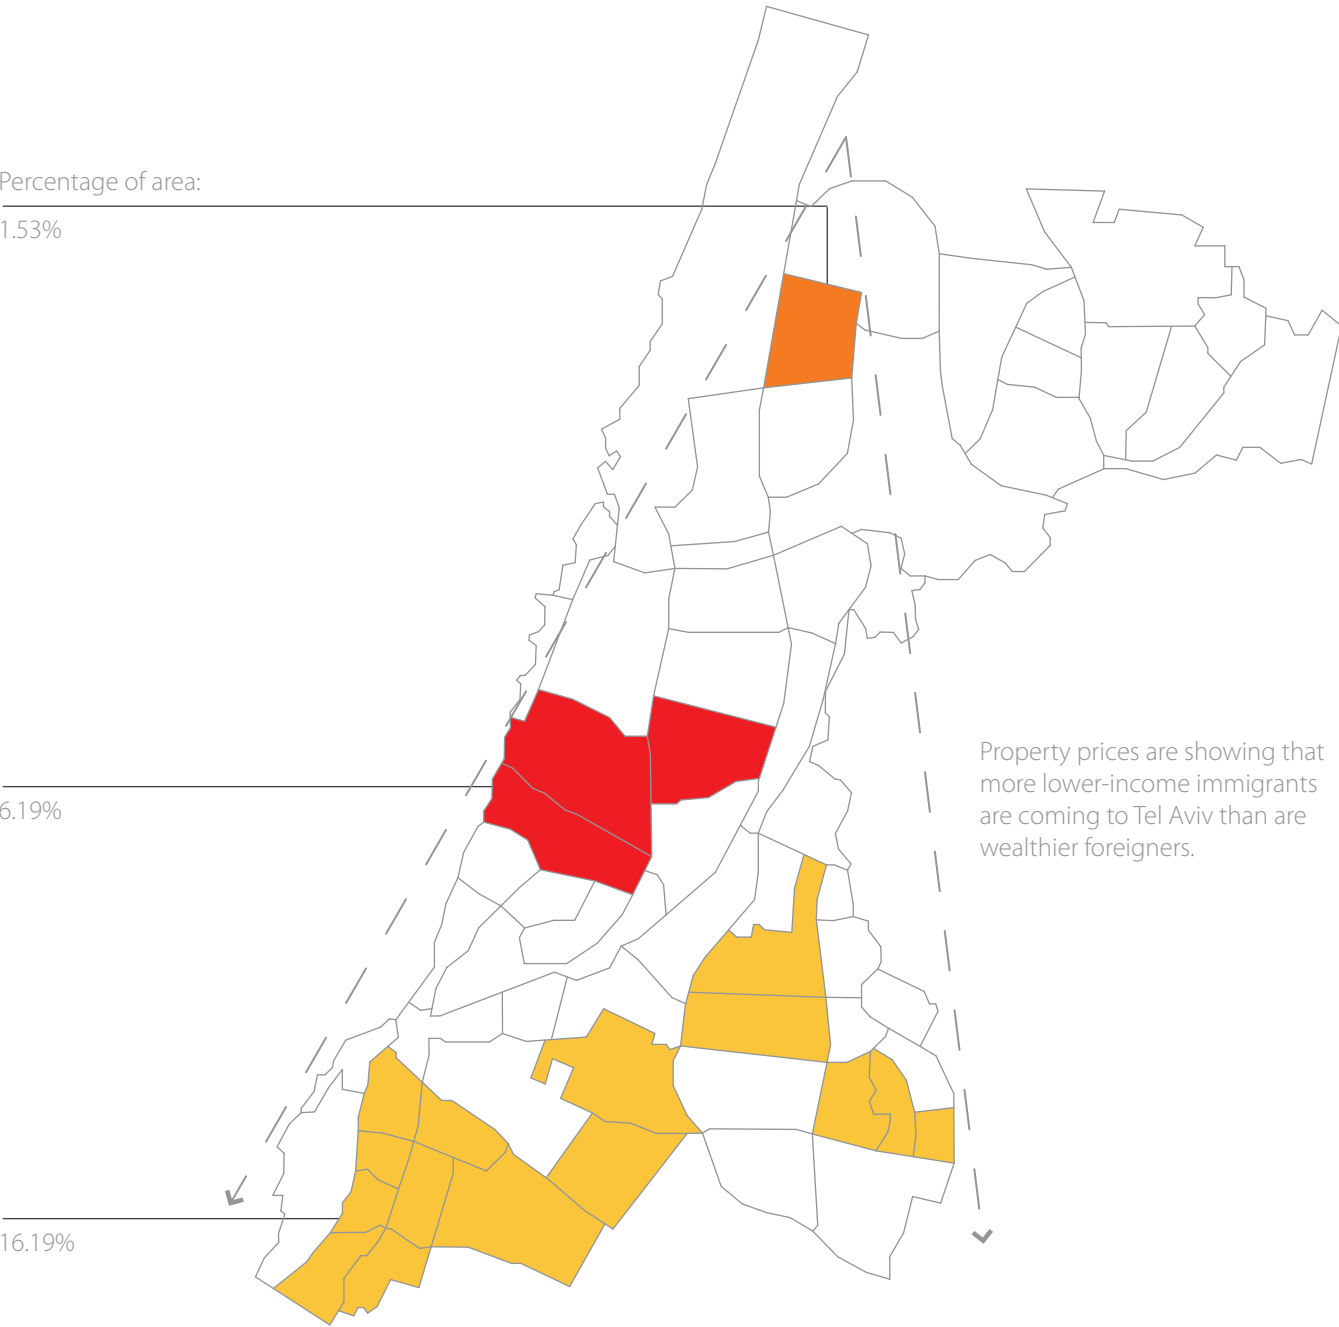 Percentage of area:
1.53%
Property prices are showing that
more lower-income immigrants
are coming to Tel Aviv than are
wealthier foreigners.
6.19%
16.19%